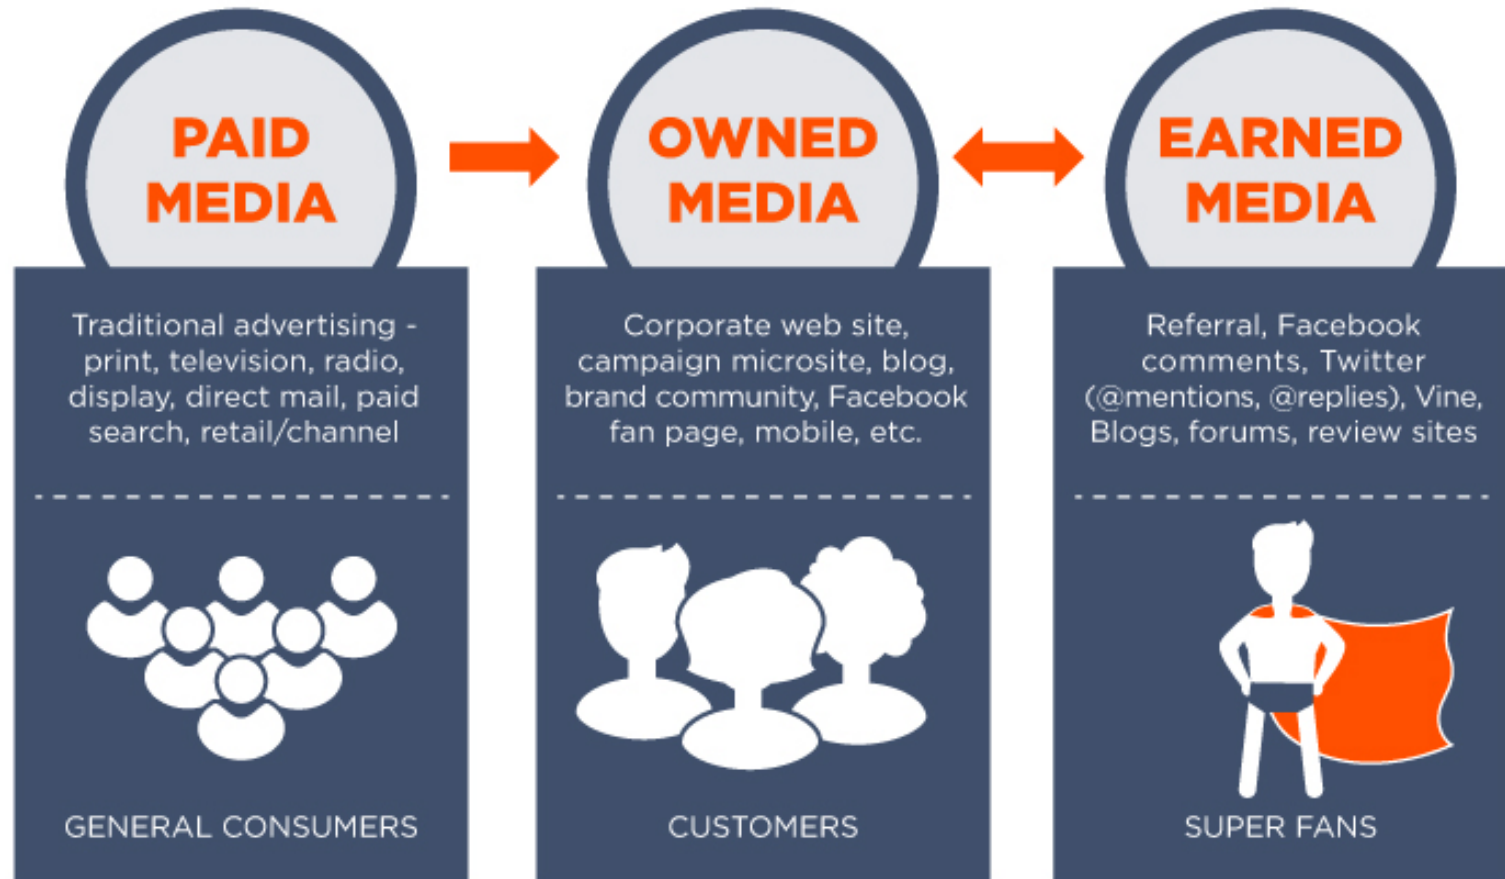 PAID
MEDIA
Traditional advertising -
print, television, radio,
display, direct mail, paid
search, retail/channel
GENERAL CONSUMERS
OWNED
MEDIA
Corporate web site,
campaign microsite, blog,
brand community, Facebook
fan page, mobile, etc.
CUSTOMERS
EARNED
MEDIA
Referral, Facebook
comments, Twitter
(@mentions, @replies), Vine,
Blogs, forums, review sites
SUPER FANS